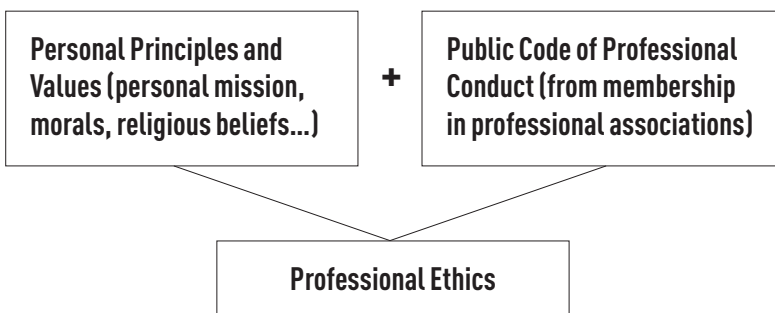 Personal Principles and
Values (personal mission,
morals, religious beliefs...)
+
Public Code of Professional
Conduct (from membership
in professional associations)
Professional Ethics